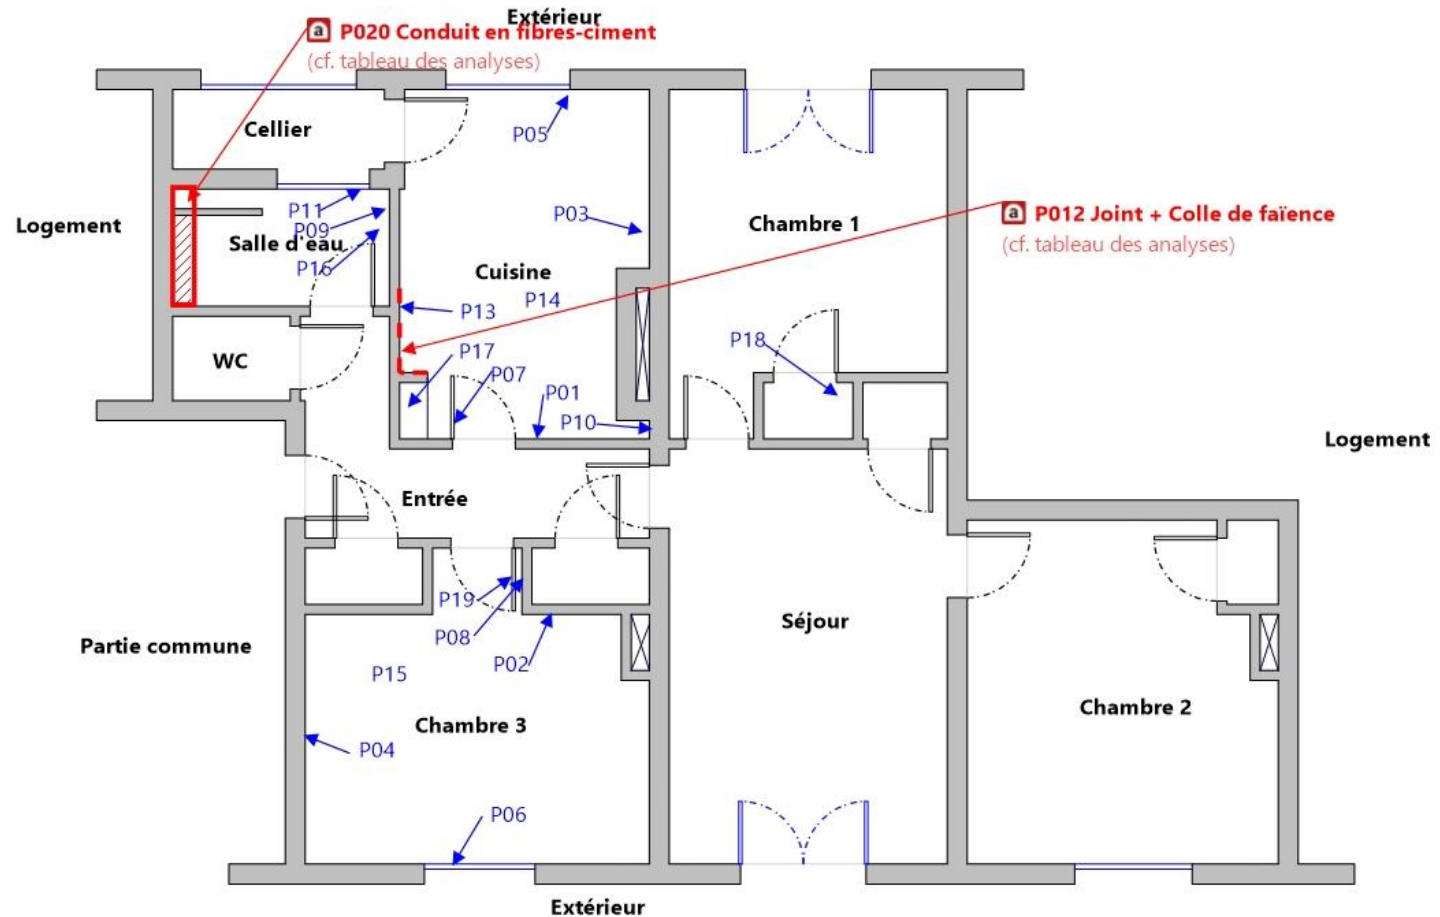 Extérieur
a P020 Conduit en fibres-ciment
(cf. tableau des analyses)
Cellier
P05
P11
P09
P03
Chambre 1
a P012 Joint + Colle de faïence
(cf. tableau des analyses)
Logement
Salle d'eau
P16
Cuisine
P14
P13
P18
WC
P17
P07
P01
P10
Logement
Entrée
P19
P08
P02
Séjour
Partie commune
P15
Chambre 3
Chambre 2
P04
P06
Extérieur